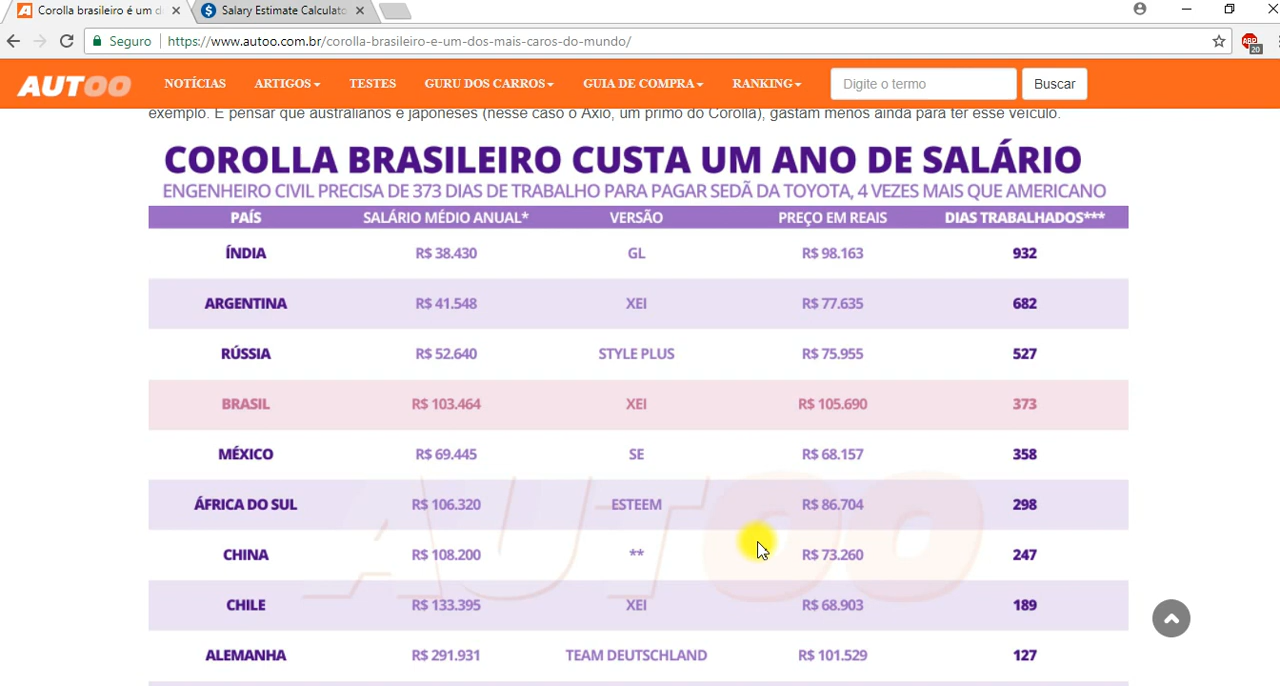 Corolla brasileiro é um d
Salary Estimate Calculato
Seguro https://www.autoo.com.br/corolla-brasileiro-e-um-dos-mais-caros-do-mundo/
ABP
20
AUTOO NOTÍCIAS ARTIGOS TESTES GURU DOS CARROS GUIA DE COMPRA RANKING Digite o termo Buscar
exemplo. E pensar que australianos e japoneses (nesse caso o Axio, um primo do Corolla), gastam menos ainda para ter esse veículo.
COROLLA BRASILEIRO CUSTA UM ANO DE SALÁRIO
ENGENHEIRO CIVIL PRECISA DE 373 DIAS DE TRABALHO PARA PAGAR SEDÃ DA TOYOTA, 4 VEZES MAIS QUE AMERICANO
PAÍS SALÁRIO MÉDIO ANUAL* VERSÃO PREÇO EM REAIS DIAS TRABALHADOS***
ÍNDIA R$ 38.430 GL R$ 98.163 932
ARGENTINA R$ 41.548 XEI R$ 77.635 682
RÚSSIA R$ 52.640 STYLE PLUS R$ 75.955 527
BRASIL R$ 103.464 XEI R$ 105.690 373
MÉXICO R$ 69.445 SE R$ 68.157 358
ÁFRICA DO SUL R$ 106.320 ESTEEM R$ 86.704 298
CHINA R$ 108.200 ** R$ 73.260 247
CHILE R$ 133.395 XEI R$ 68.903 189
ALEMANHA R$ 291.931 TEAM DEUTSCHLAND R$ 101.529 127
AUTOO